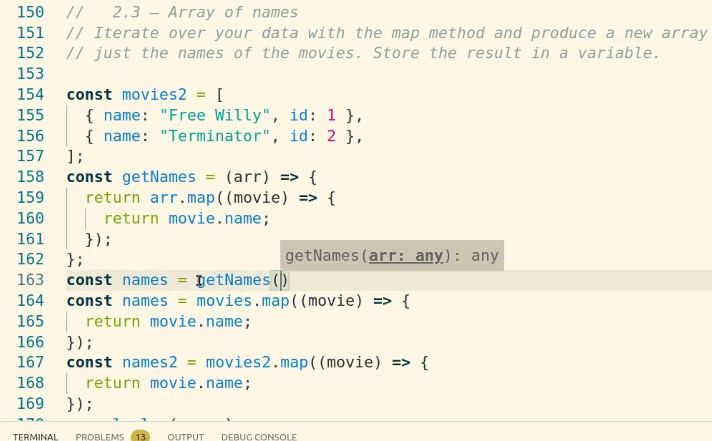 150 //   2.3 – Array of names
151 // Iterate over your data with the map method and produce a new array
152 // just the names of the movies. Store the result in a variable.
153
154 const movies2 = [
155   { name: "Free Willy", id: 1 },
156   { name: "Terminator", id: 2 },
157 ];
158 const getNames = (arr) => {
159   return arr.map((movie) => {
160     return movie.name;
161   });
162 };
getNames(arr: any): any
163 const names = getNames()
164 const names = movies.map((movie) => {
165   return movie.name;
166 });
167 const names2 = movies2.map((movie) => {
168   return movie.name;
169 });
TERMINAL PROBLEMS 13 OUTPUT DEBUG CONSOLE